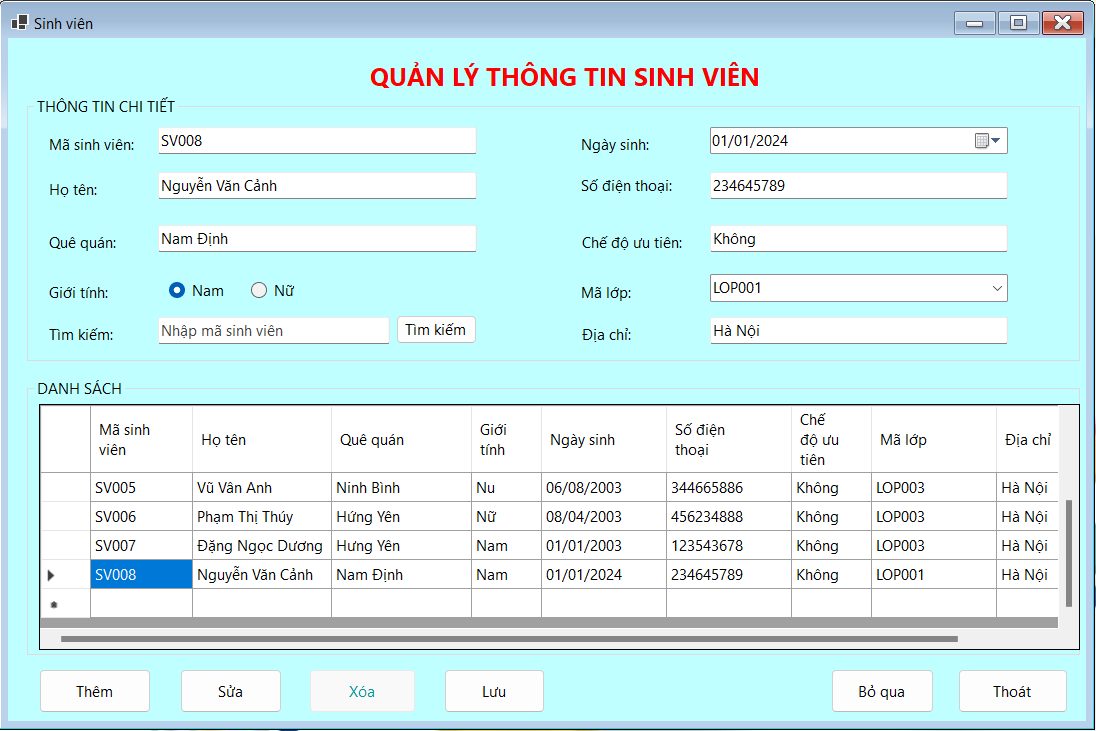 Sinh viên
QUẢN LÝ THÔNG TIN SINH VIÊN
THÔNG TIN CHI TIẾT
Mã sinh viên: SV008 Ngày sinh: 01/01/2024
Họ tên: Nguyễn Văn Cảnh Số điện thoại: 234645789
Quê quán: Nam Định Chế độ ưu tiên: Không
Giới tính: Nam Nữ Mã lớp: LOP001
Tìm kiếm: Nhập mã sinh viên Tìm kiếm Địa chỉ: Hà Nội
DANH SÁCH
Mã sinh viên Họ tên Quê quán Giới tính Ngày sinh Số điện thoại Chế độ ưu tiên Mã lớp Địa chỉ
SV005 Vũ Vân Anh Ninh Bình Nu 06/08/2003 344665886 Không LOP003 Hà Nội
SV006 Phạm Thị Thúy Hứng Yên Nữ 08/04/2003 456234888 Không LOP003 Hà Nội
SV007 Đặng Ngọc Dương Hưng Yên Nam 01/01/2003 123543678 Không LOP003 Hà Nội
SV008 Nguyễn Văn Cảnh Nam Định Nam 01/01/2024 234645789 Không LOP001 Hà Nội
Thêm Sửa Xóa Lưu Bỏ qua Thoát